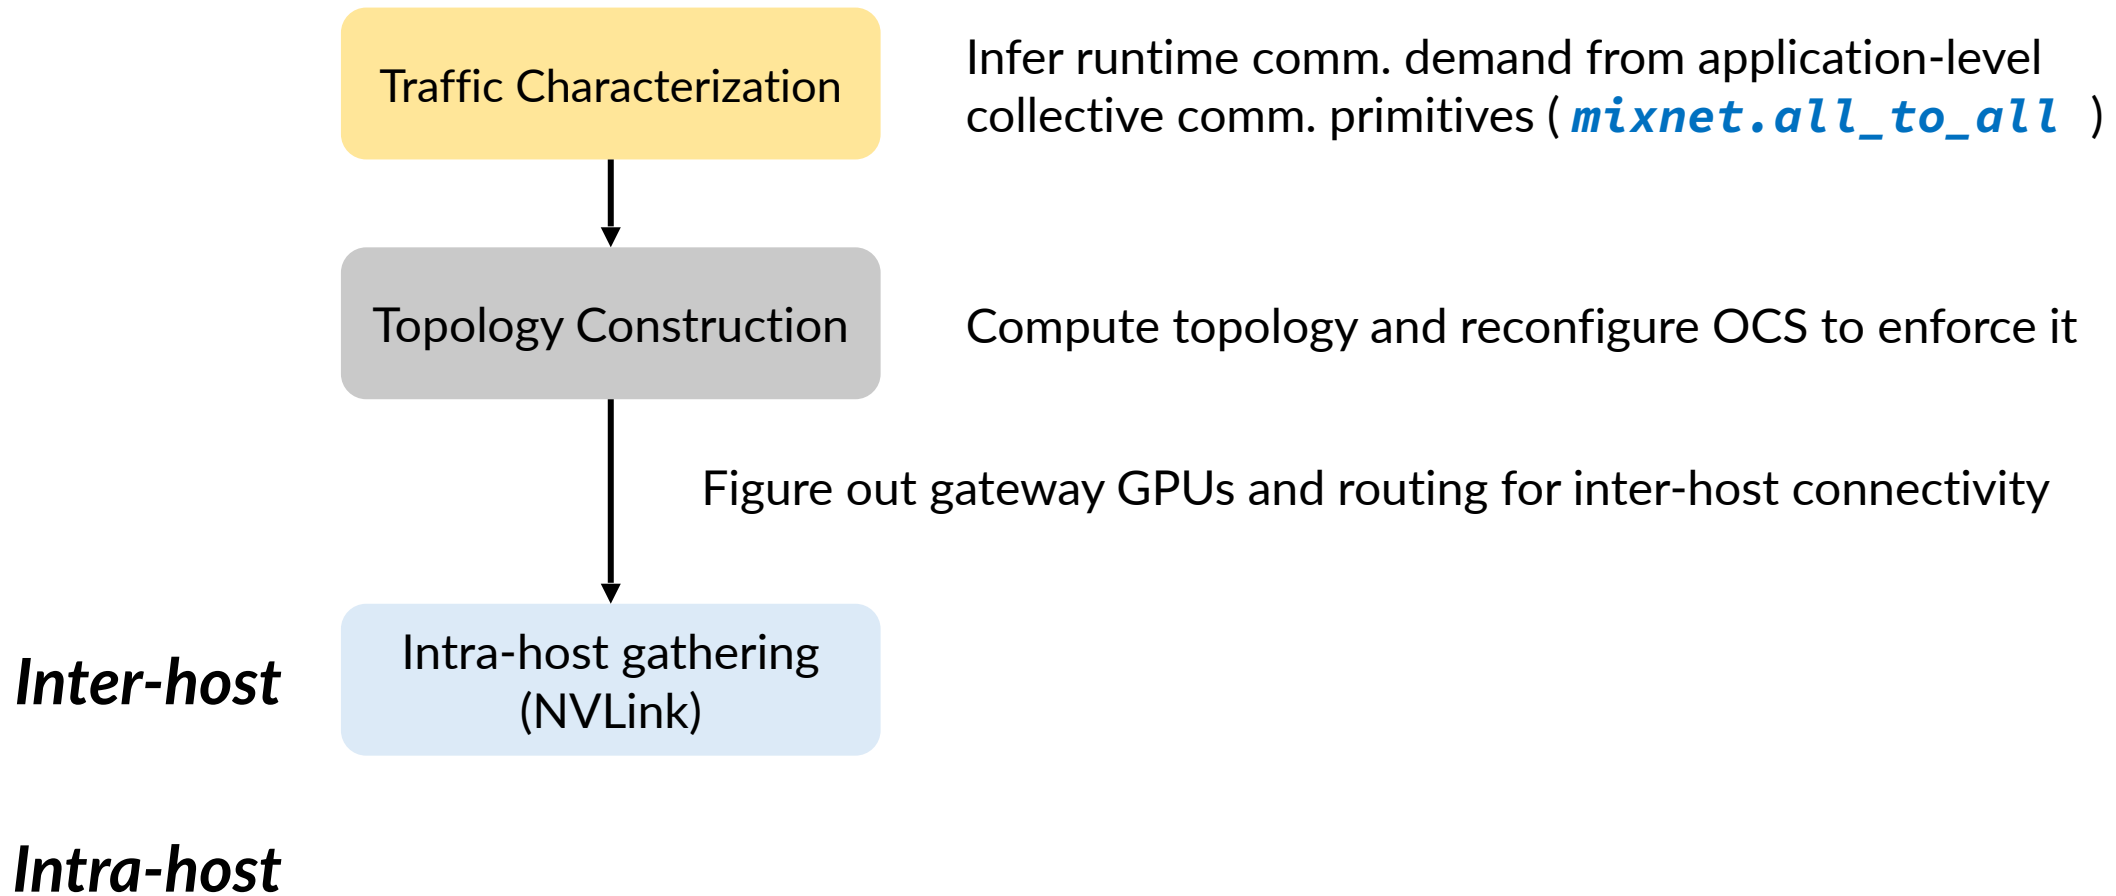 Traffic Characterization
Infer runtime comm. demand from application-level
collective comm. primitives ( mixnet.all_to_all )
Topology Construction
Compute topology and reconfigure OCS to enforce it
Figure out gateway GPUs and routing for inter-host connectivity
Inter-host
Intra-host gathering
(NVLink)
Intra-host